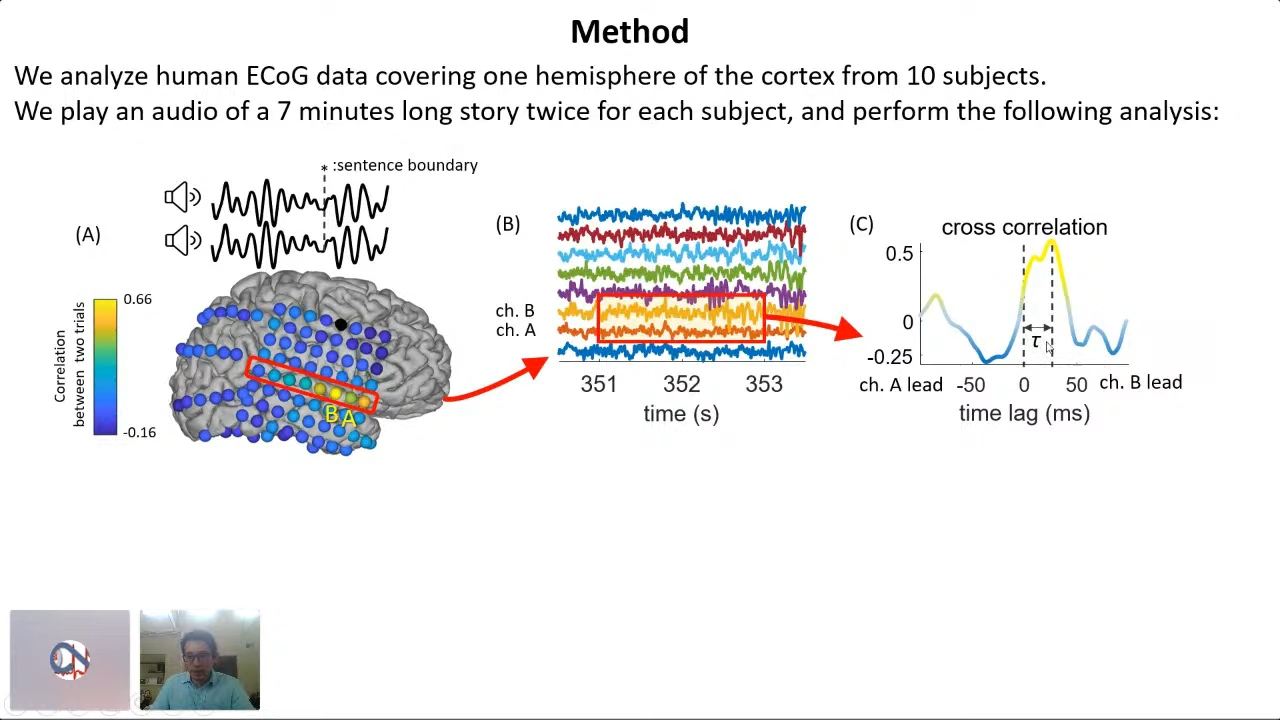 Method
We analyze human ECoG data covering one hemisphere of the cortex from 10 subjects.
We play an audio of a 7 minutes long story twice for each subject, and perform the following analysis:
* :sentence boundary
(A)
Correlation
between two trials
0.66
-0.16
B A
(B)
ch. B
ch. A
351 352 353
time (s)
(C)
cross correlation
0.5
0
-0.25
τ
ch. A lead -50 0 50 ch. B lead
time lag (ms)